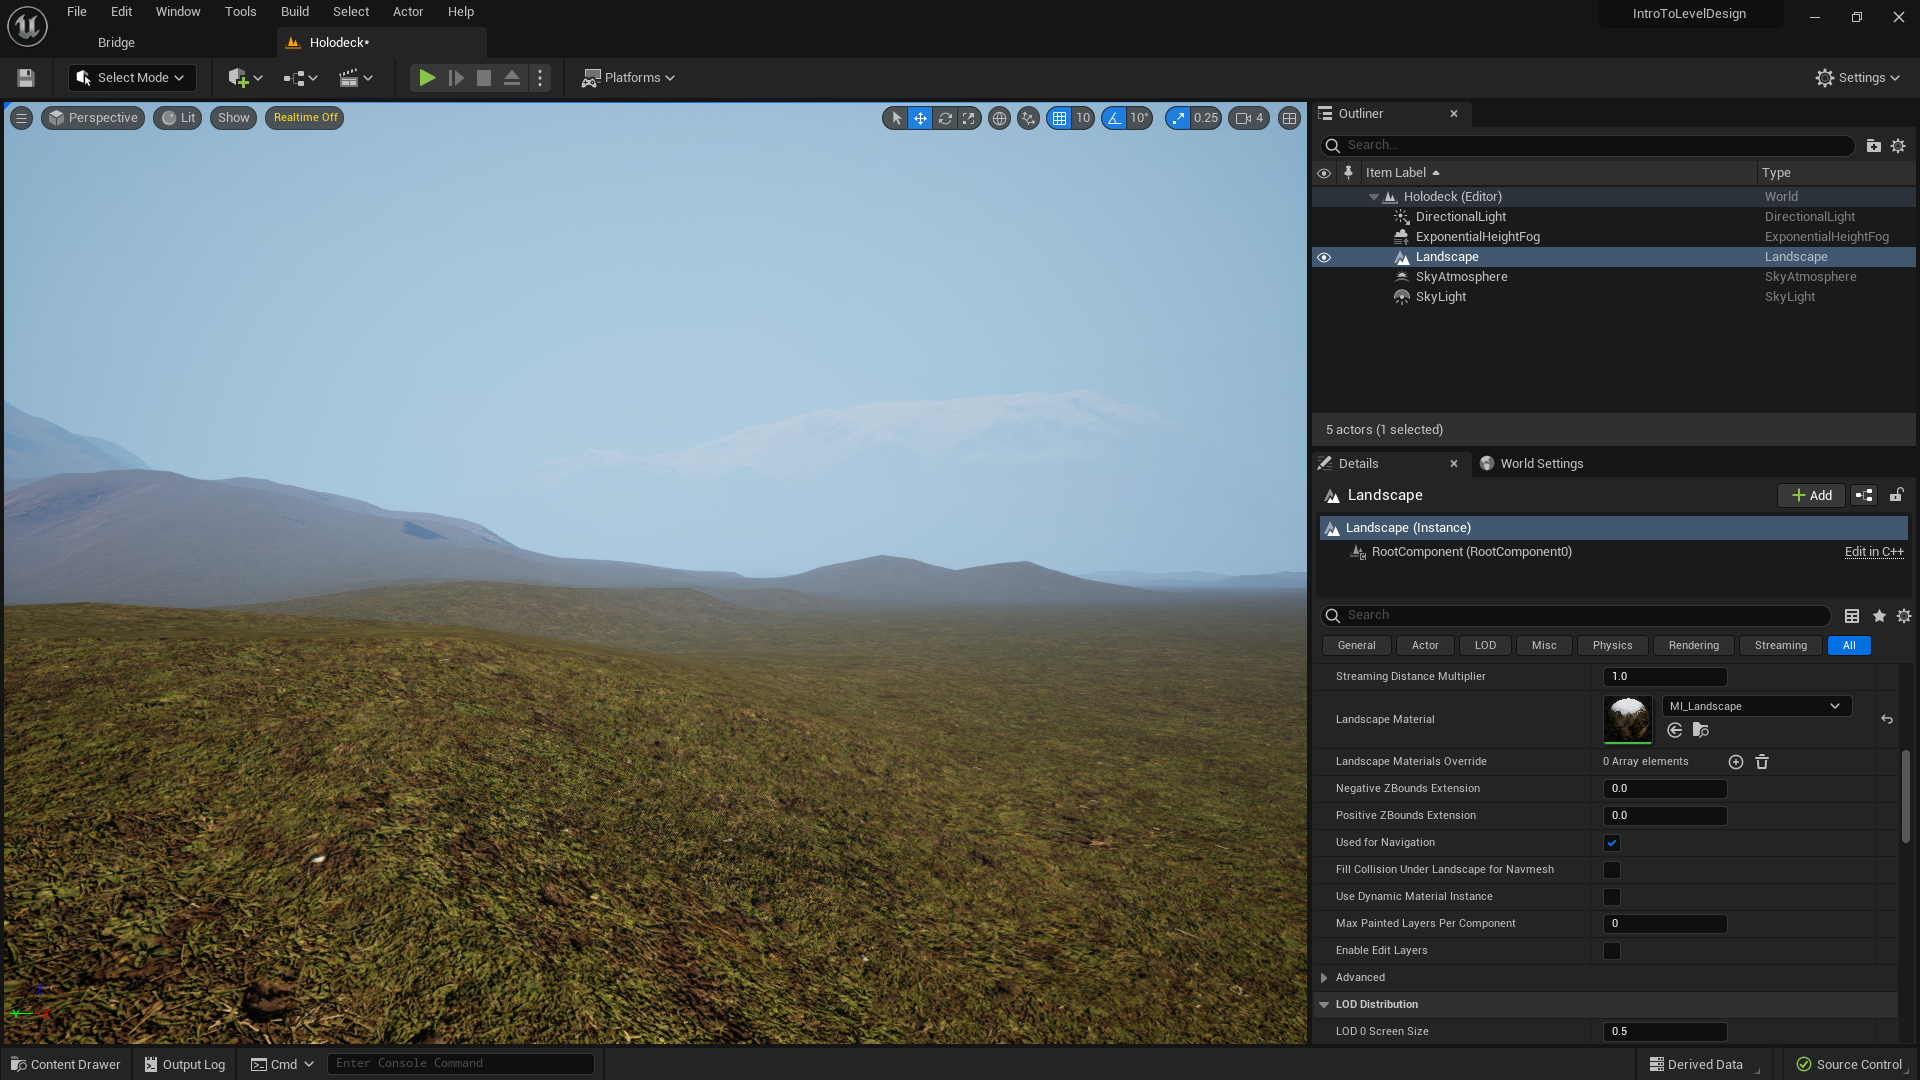 File Edit Window Tools Build Select Actor Help
IntroToLevelDesign
Bridge
Holodeck*
Select Mode
Platforms
Settings
Perspective
Lit
Show
Realtime Off
10
10°
0.25
4
Outliner
Search...
Item Label
Type
Holodeck (Editor) World
DirectionalLight DirectionalLight
ExponentialHeightFog ExponentialHeightFog
Landscape Landscape
SkyAtmosphere SkyAtmosphere
SkyLight SkyLight
5 actors (1 selected)
Details
World Settings
Landscape
Add
Landscape (Instance)
RootComponent (RootComponent0) Edit in C++
Search
General Actor LOD Misc Physics Rendering Streaming All
Streaming Distance Multiplier 1.0
Landscape Material MI_Landscape
Landscape Materials Override 0 Array elements
Negative ZBounds Extension 0.0
Positive ZBounds Extension 0.0
Used for Navigation
Fill Collision Under Landscape for Navmesh
Use Dynamic Material Instance
Max Painted Layers Per Component 0
Enable Edit Layers
Advanced
LOD Distribution
LOD 0 Screen Size 0.5
Z
Y X
Content Drawer
Output Log
Cmd
Enter Console Command
Derived Data
Source Control